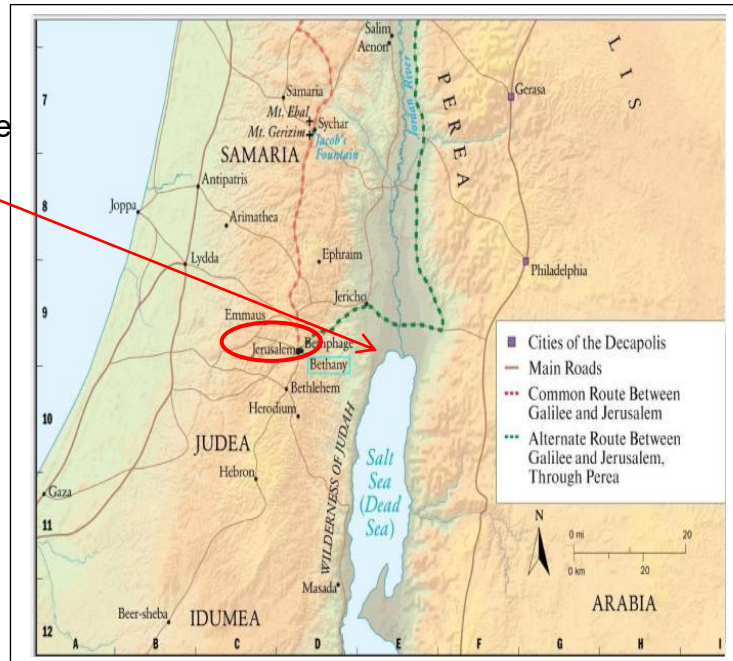 e
Salim
Aenon
7
Samaria
Mt. Ebal
Sychar
Mt. Gerizim
Jacob's
Fountain
SAMARIA
Jordan River
PEREA
LIS
Gerasa
Antipatris
8
Joppa
Arimathea
Lydda
Ephraim
Philadelphia
Jericho
9
Emmaus
Jerusalem
Bethphage
Bethany
Cities of the Decapolis
Main Roads
Common Route Between
Galilee and Jerusalem
Alternate Route Between
Galilee and Jerusalem,
Through Perea
Bethlehem
10
Herodium
JUDEA
Salt
Sea
(Dead
Sea)
WILDERNESS OF JUDAH
Hebron
Gaza
11
N
0 mi.
20
0 km
20
Masada
ARABIA
Beer-sheba
IDUMEA
12
A
B
C
D
E
F
G
H
I